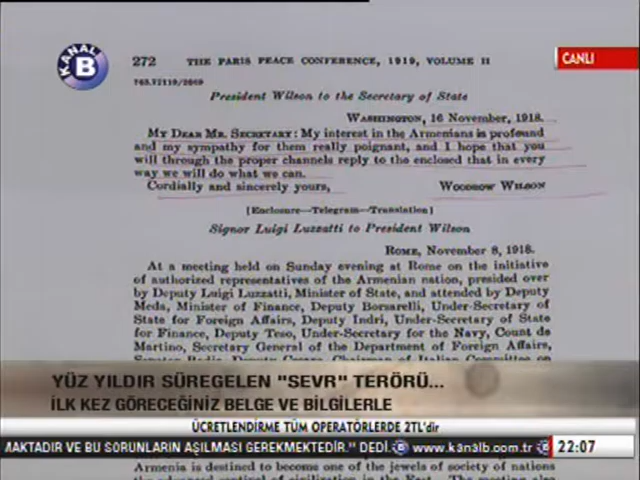 KANAL B
272 THE PARIS PEACE CONFERENCE, 1919, VOLUME II
CANLI
763.72119/2669
President Wilson to the Secretary of State
WASHINGTON, 16 November, 1918.
MY DEAR MR. SECRETARY: My interest in the Armenians is profound
and my sympathy for them really poignant, and I hope that you
will through the proper channels reply to the enclosed that in every
way we will do what we can.
Cordially and sincerely yours, WOODROW WILSON
[Enclosure—Telegram—Translation]
Signor Luigi Luzzatti to President Wilson
ROME, November 8, 1918.
At a meeting held on Sunday evening at Rome on the initiative
of authorized representatives of the Armenian nation, presided over
by Deputy Luigi Luzzatti, Minister of State, and attended by Deputy
Meda, Minister of Finance, Deputy Borsarelli, Under-Secretary of
State for Foreign Affairs, Deputy Indri, Under-Secretary of State
for Finance, Deputy Teso, Under-Secretary for the Navy, Count de
Martino, Secretary General of the Department of Foreign Affairs,
Chairman of Italian Committee on
YÜZ YILDIR SÜREGELEN "SEVR" TERÖRÜ...
İLK KEZ GÖRECEĞİNİZ BELGE VE BİLGİLERLE
ÜCRETLENDİRME TÜM OPERATÖRLERDE 2TL'dir
MAKTADIR VE BU SORUNLARIN AŞILMASI GEREKMEKTEDİR." DEDİ. B www.kanalb.com.tr B 22:07
Armenia is destined to become one of the jewels of society of nations